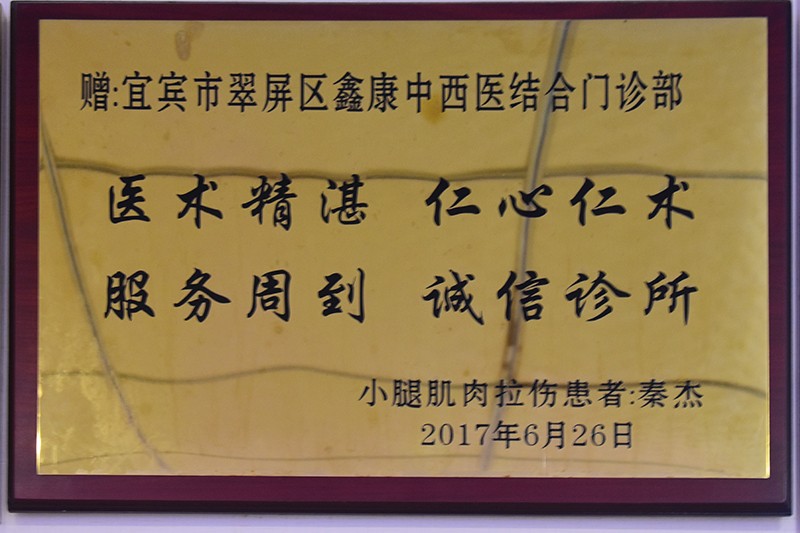 赠:宜宾市翠屏区鑫康中西医结合门诊部
医术精湛 仁心仁术
服务周到 诚信诊所
小腿肌肉拉伤患者:秦杰
2017年6月26日